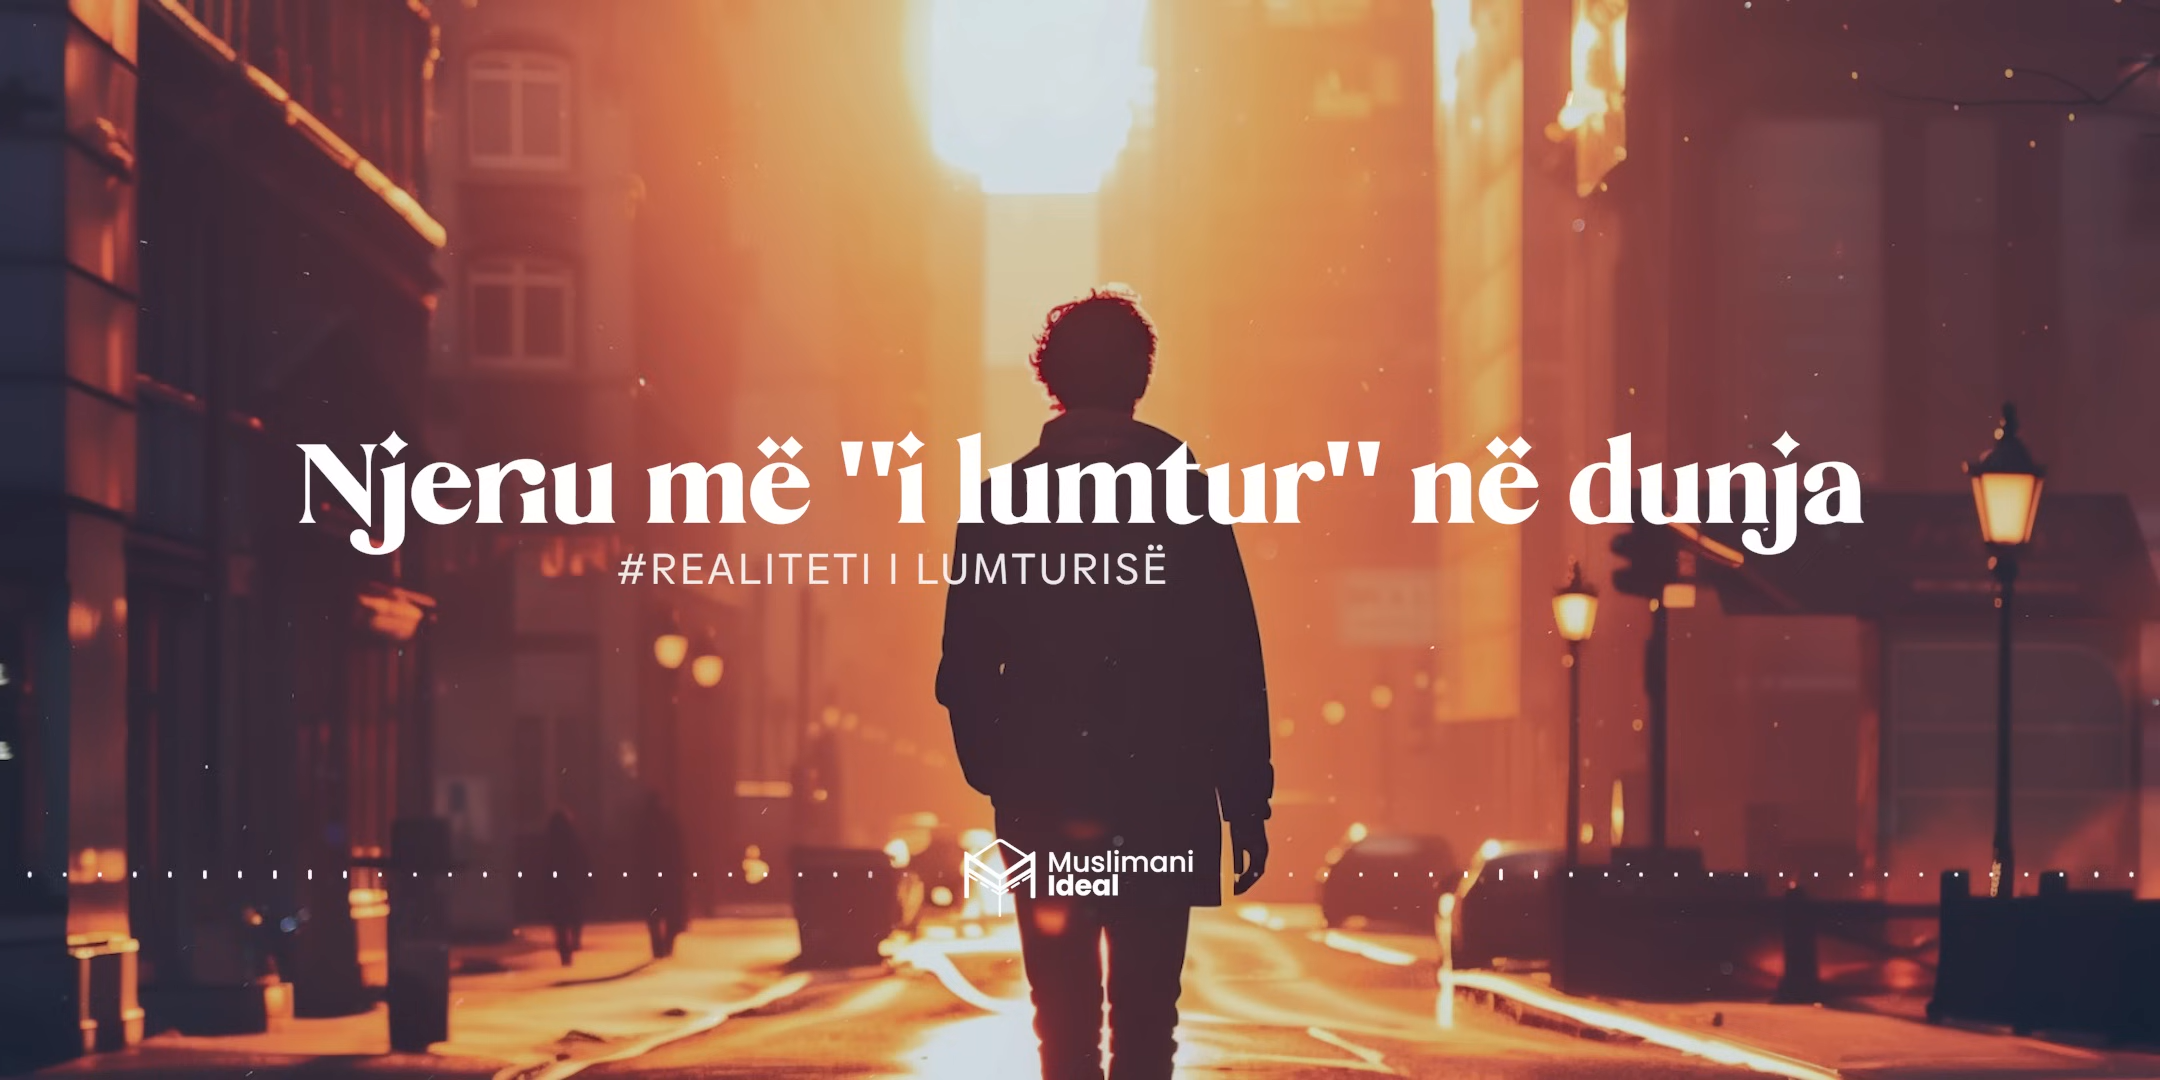 Njeriu më "i lumtur" në dunja
#REALITETI I LUMTURISË
Muslimani
Ideal